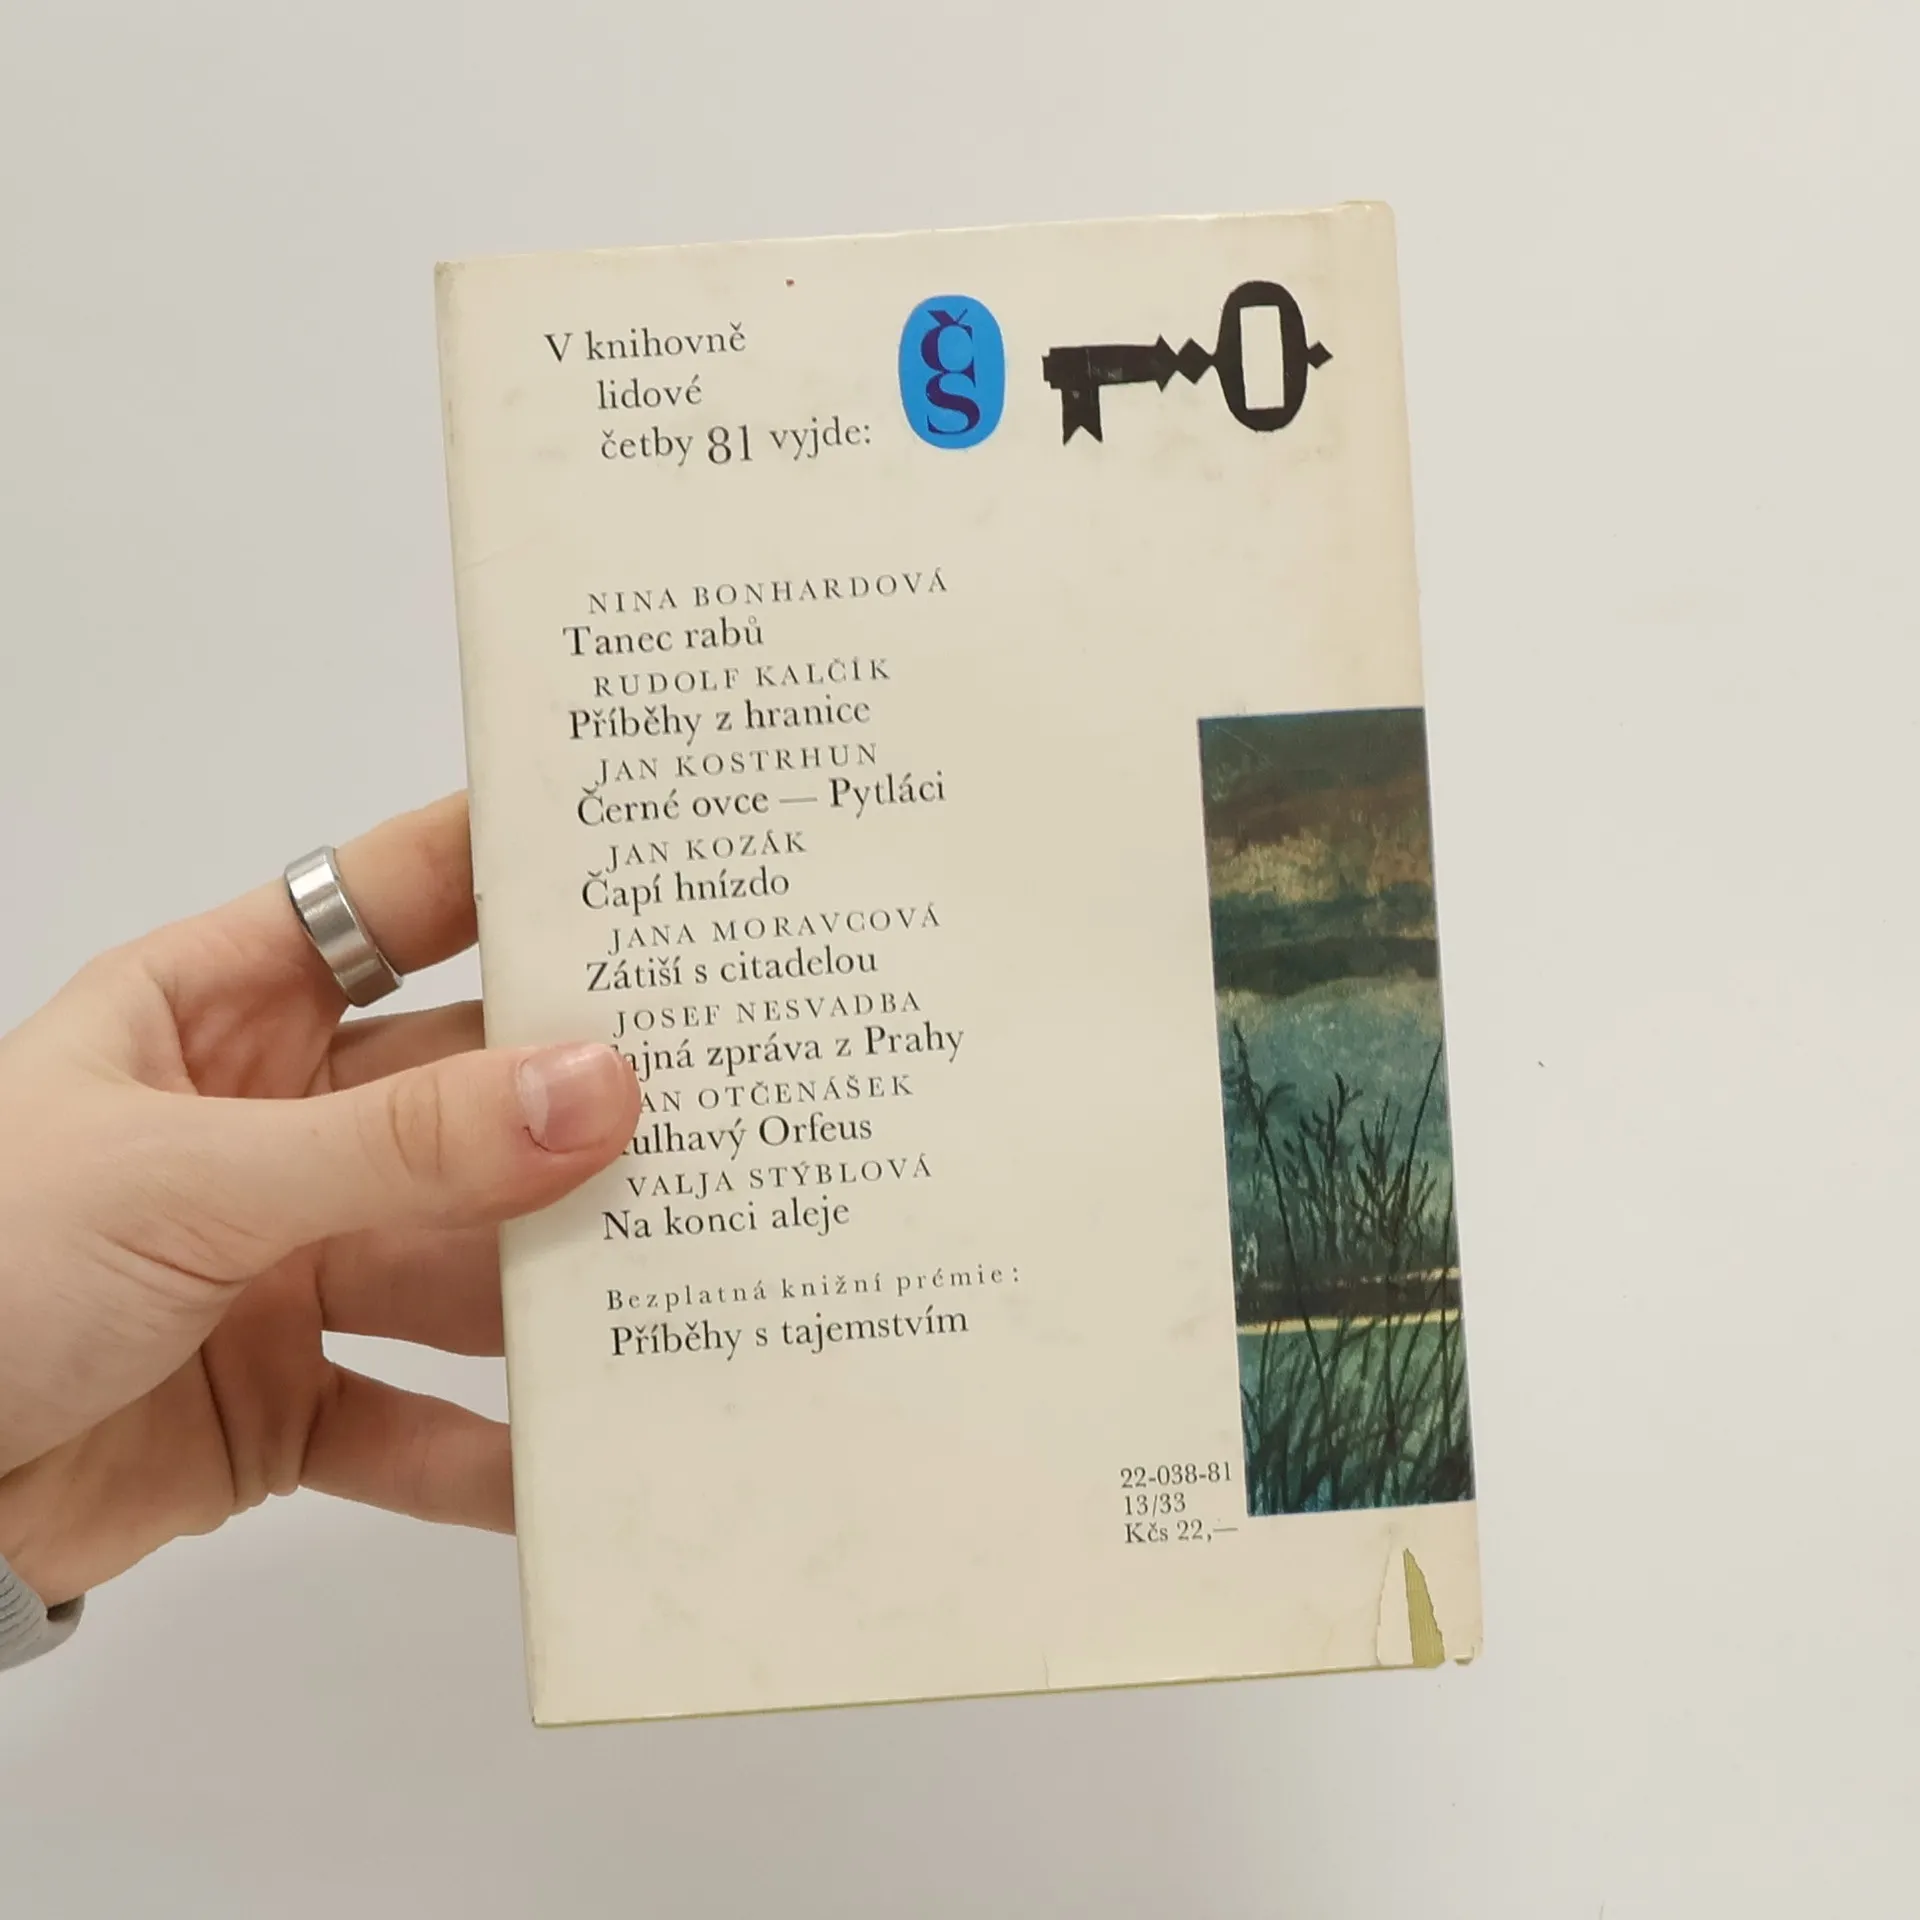 V knihovně
lidové
četby 81 vyjde:
ČS
NINA BONHARDOVÁ
Tanec rabů
RUDOLF KALČÍK
Příběhy z hranice
JAN KOSTRHUN
Černé ovce — Pytláci
JAN KOZÁK
Čapí hnízdo
JANA MORAVCOVÁ
Zátiší s citadelou
JOSEF NESVADBA
zpráva z Prahy
OTČENÁŠEK
Orfeus
VALJA STÝBLOVÁ
Na konci aleje
Bezplatná knižní prémie:
Příběhy s tajemstvím
22-038-81
13/33
Kčs 22,—